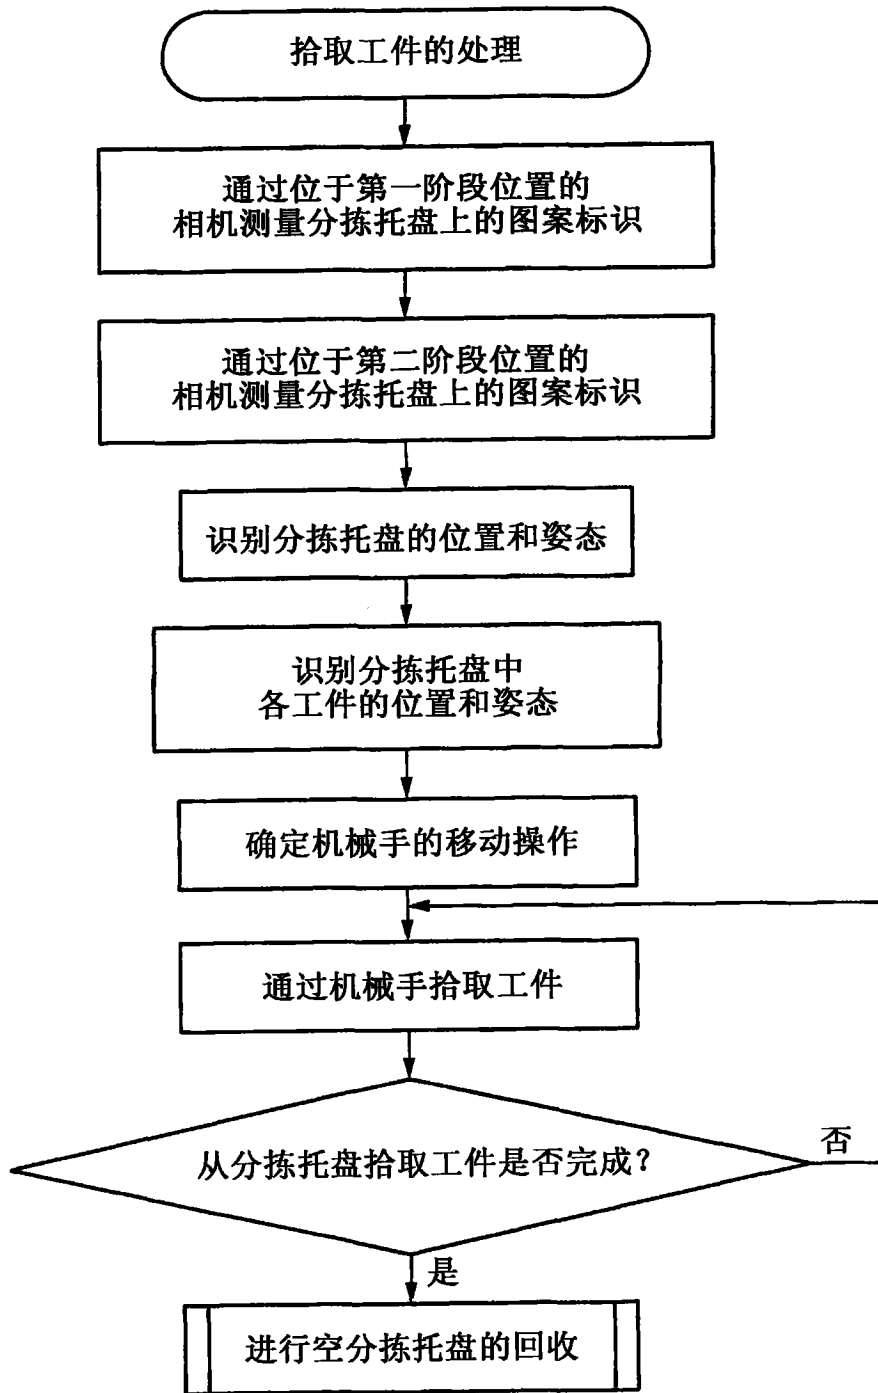 拾取工件的处理
通过位于第一阶段位置的
相机测量分拣托盘上的图案标识
通过位于第二阶段位置的
相机测量分拣托盘上的图案标识
识别分拣托盘的位置和姿态
识别分拣托盘中
各工件的位置和姿态
确定机械手的移动操作
通过机械手拾取工件
从分拣托盘拾取工件是否完成?
否
是
进行空分拣托盘的回收